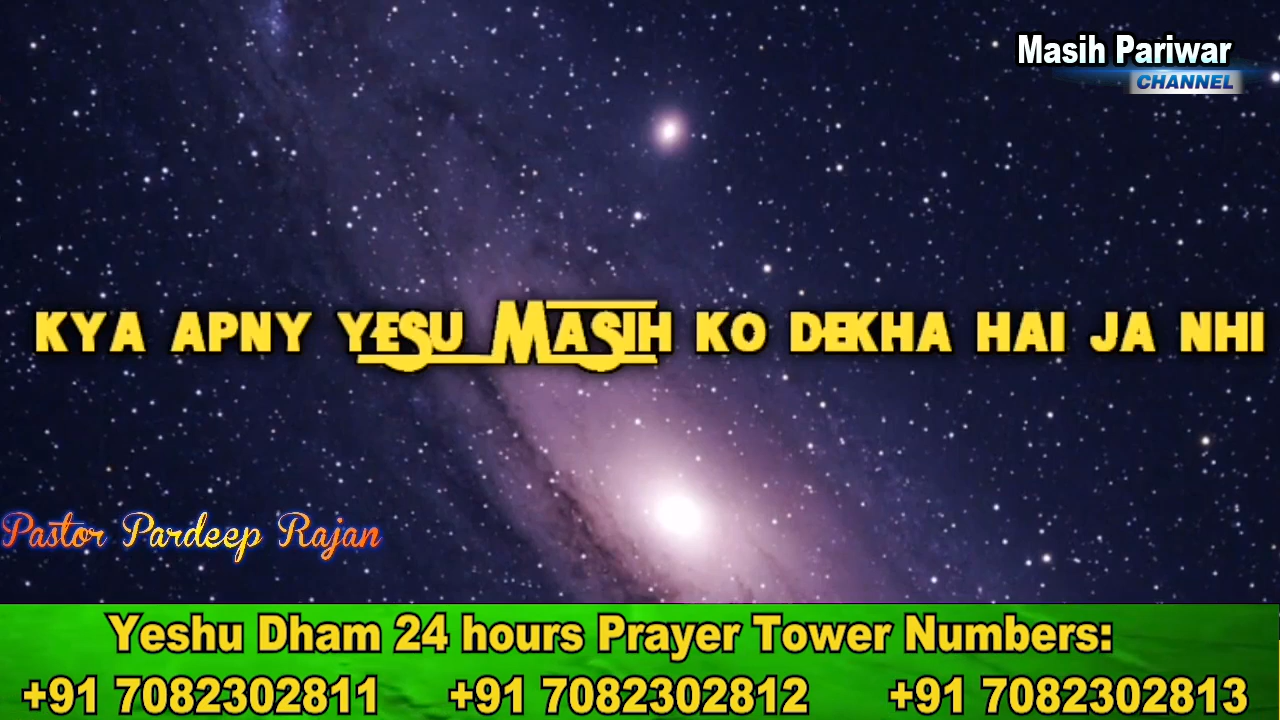 Masih Pariwar
CHANNEL
KYA APNY YESU MASIH KO DEKHA HAI JA NHI
Pastor Pardeep Rajan
Yeshu Dham 24 hours Prayer Tower Numbers:
+91 7082302811 +91 7082302812 +91 7082302813